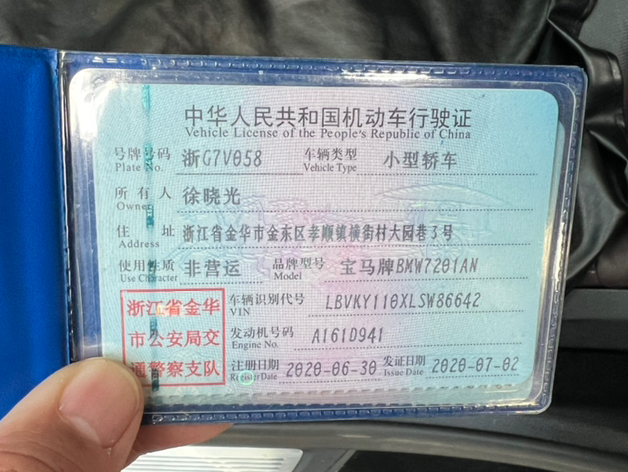 中华人民共和国机动车行驶证
Vehicle License of the People's Republic of China
号牌号码 浙G7V058 车辆类型 小型轿车
Plate No. Vehicle Type
所有人 徐晓光
Owner
住址 浙江省金华市金东区孝顺镇横街村大园巷3号
Address
使用性质 非营运 品牌型号 宝马牌BMW7201AN
Use Character Model
浙江省金华
市公安局交
通警察支队
车辆识别代号 LBVKY110XLSW86642
VIN
发动机号码 A161D941
Engine No.
注册日期 2020-06-30 发证日期 2020-07-02
Register Date Issue Date